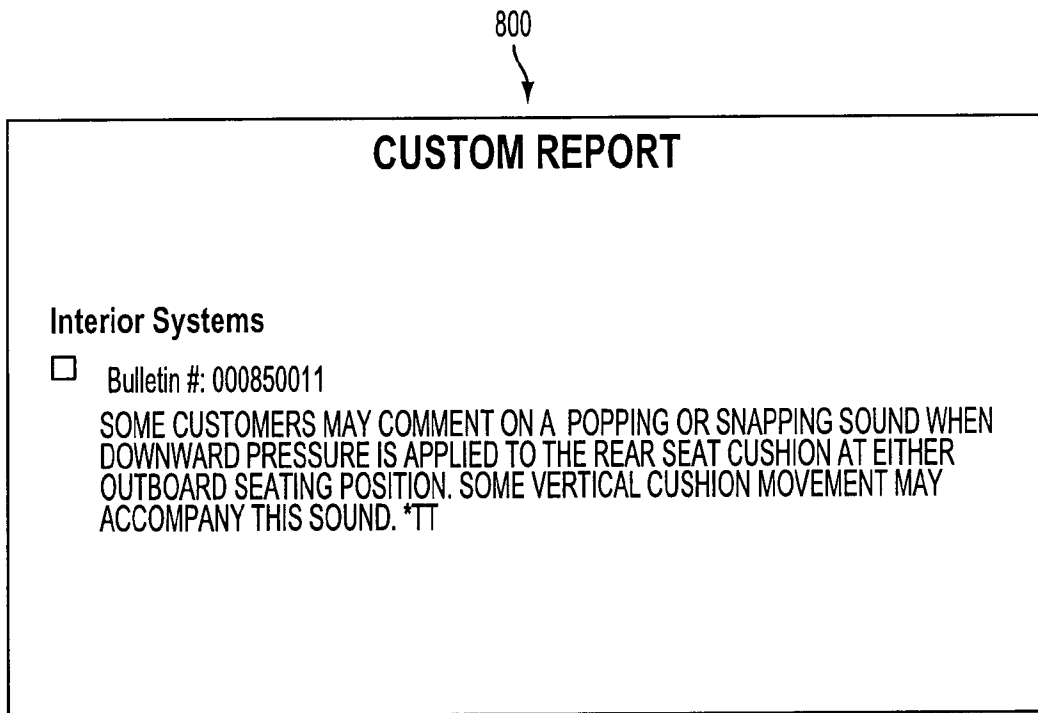 800
CUSTOM REPORT
Interior Systems
Bulletin #: 000850011
SOME CUSTOMERS MAY COMMENT ON A POPPING OR SNAPPING SOUND WHEN
DOWNWARD PRESSURE IS APPLIED TO THE REAR SEAT CUSHION AT EITHER
OUTBOARD SEATING POSITION. SOME VERTICAL CUSHION MOVEMENT MAY
ACCOMPANY THIS SOUND. *TT